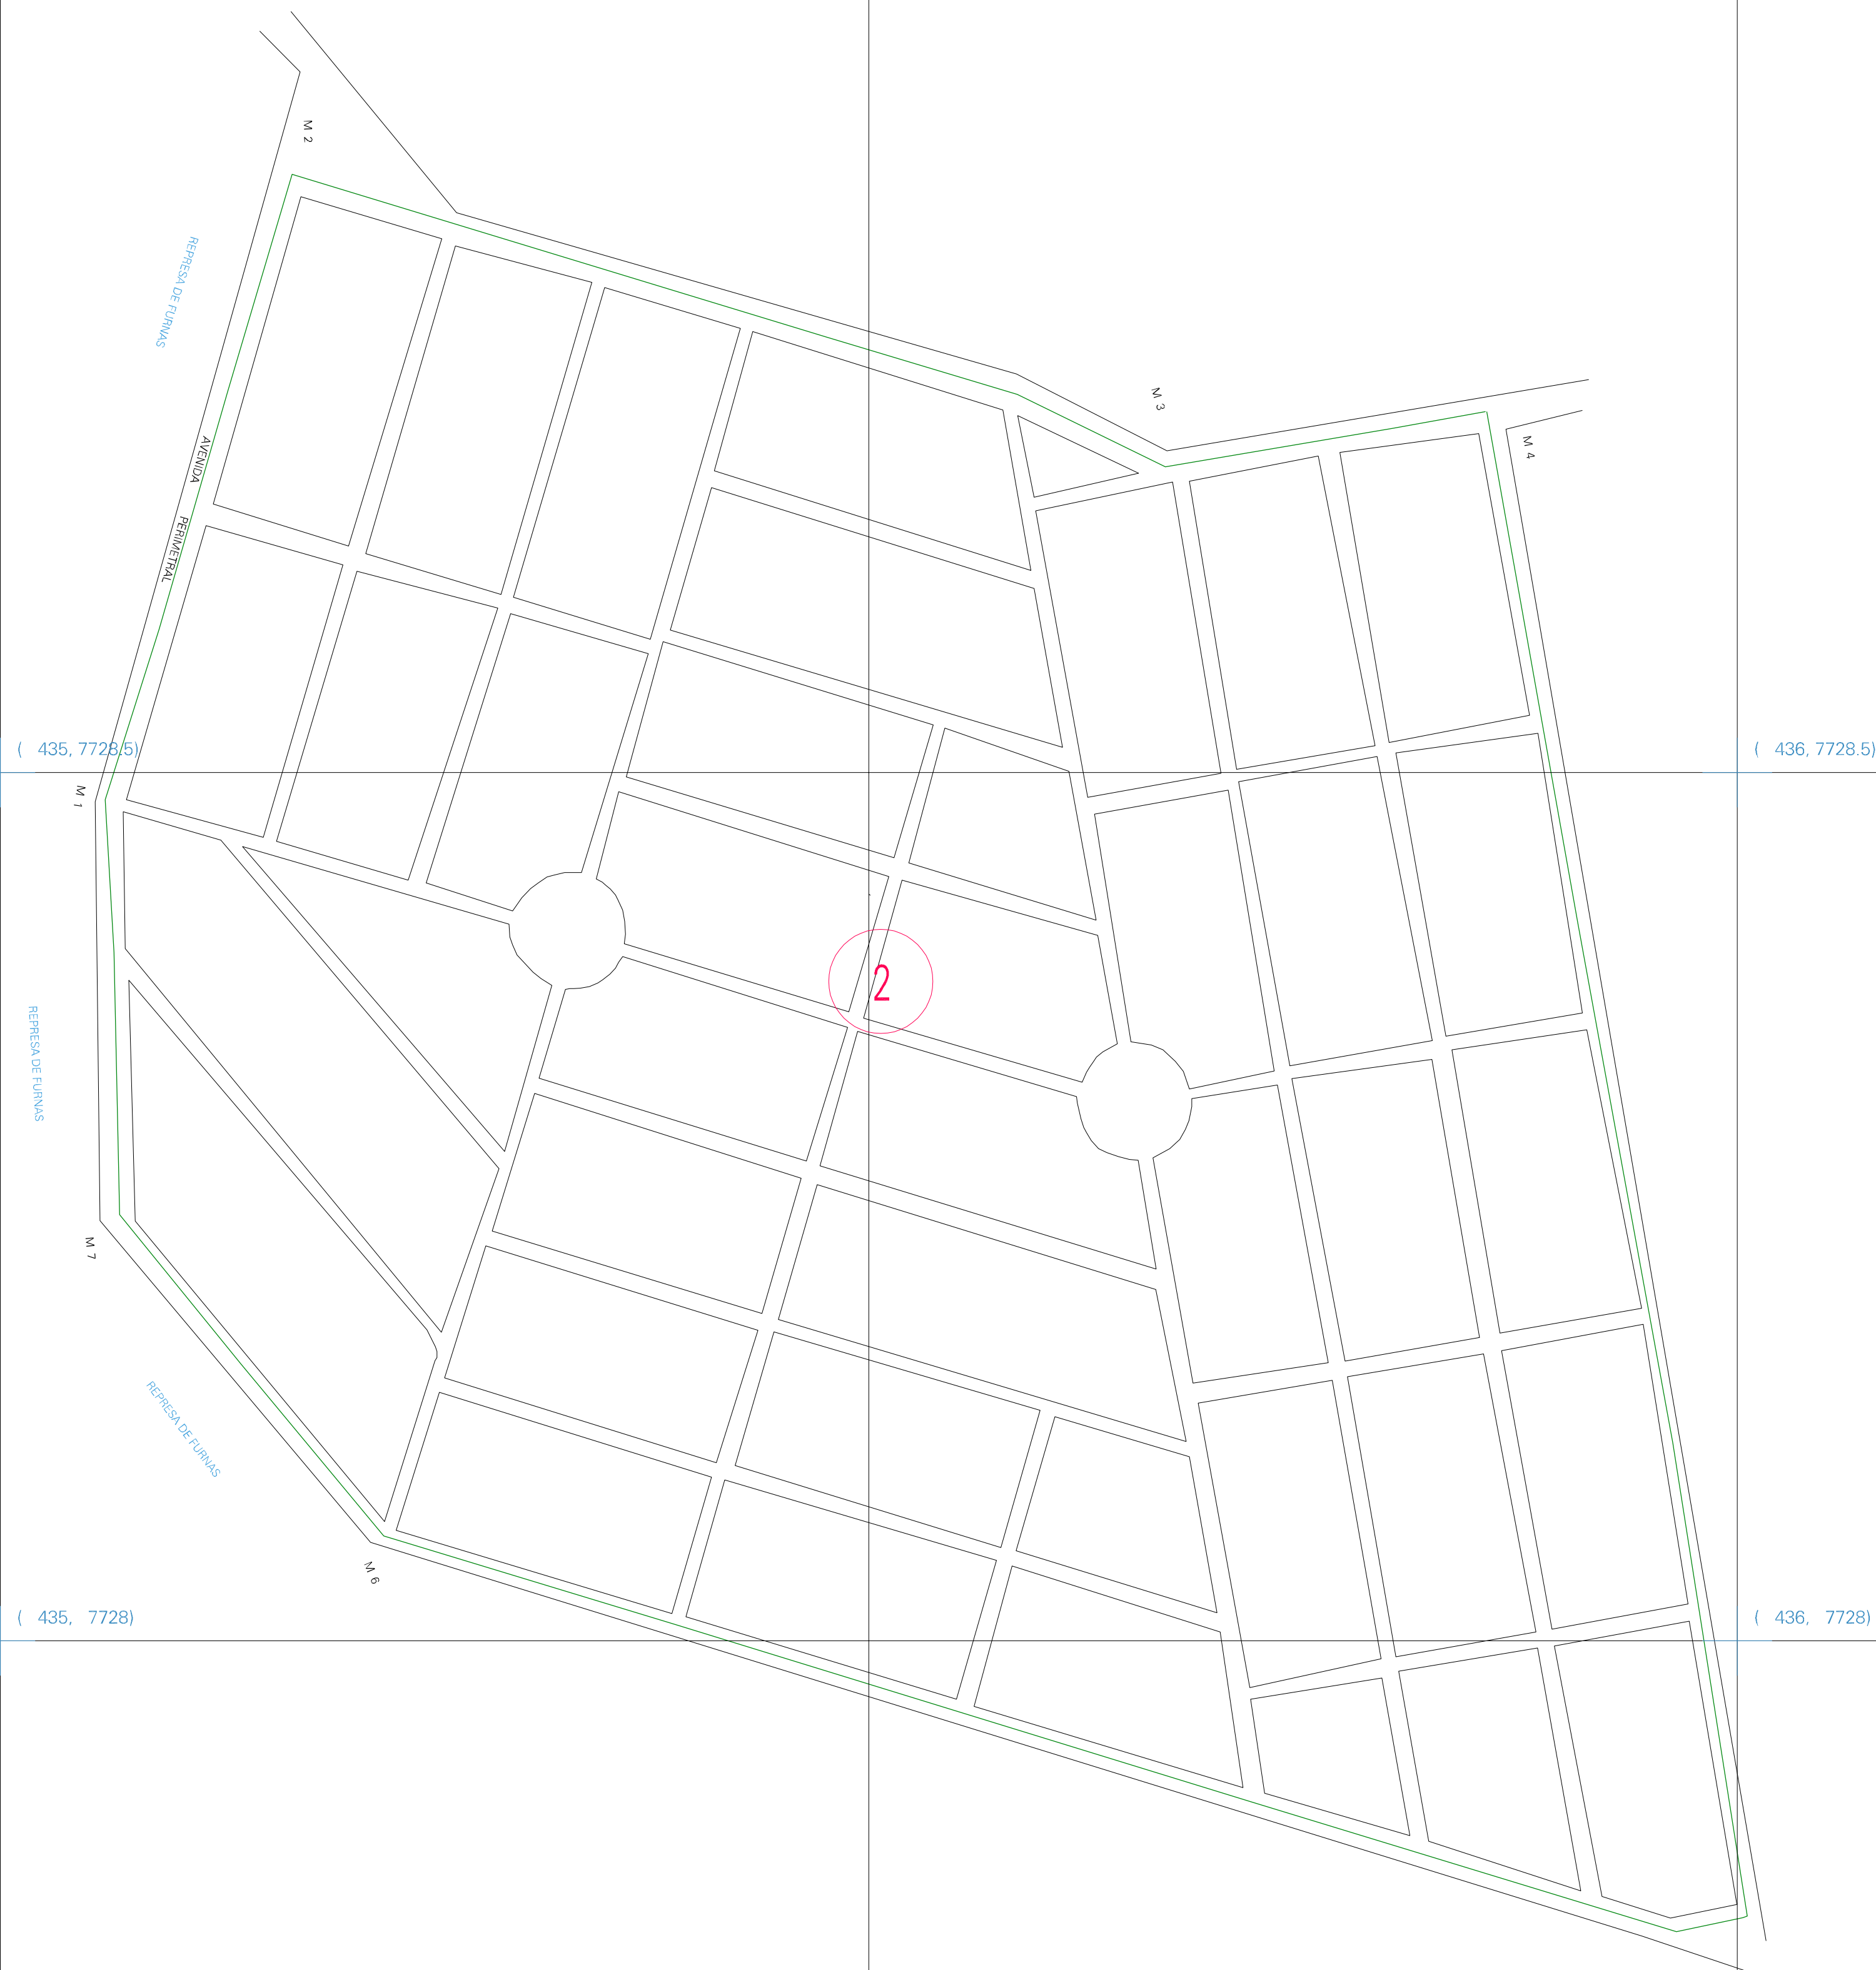 M 2
REPRESA DE FURNAS
M 3
M 4
AVENIDA
PERIMETRAL
( 435, 7728.5)
( 436, 7728.5)
M 1
2
REPRESA DE FURNAS
M 7
REPRESA DE FURNAS
M 6
( 435, 7728)
( 436, 7728)